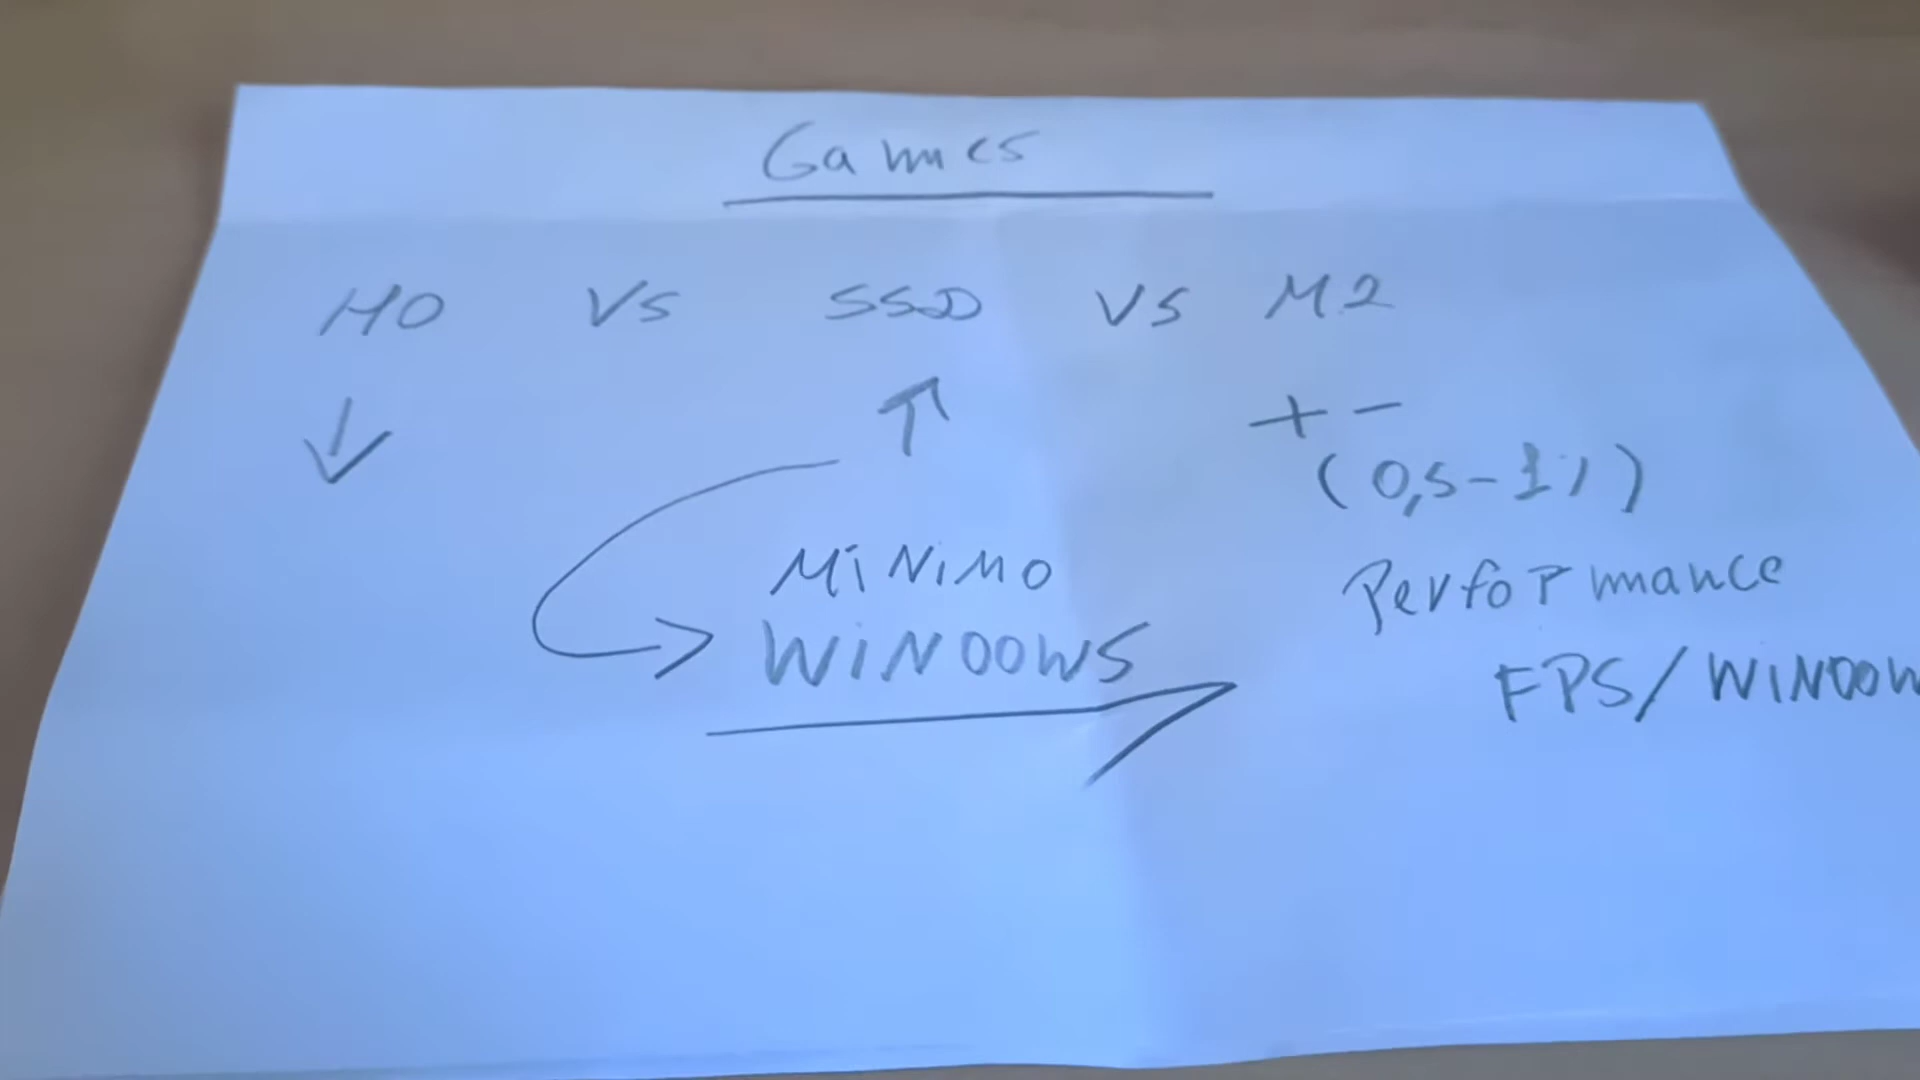 Games
HD VS SSD VS M2
+ -
(0,5-1%)
MINIMO
Performance
WINDOWS
FPS/WINDOW